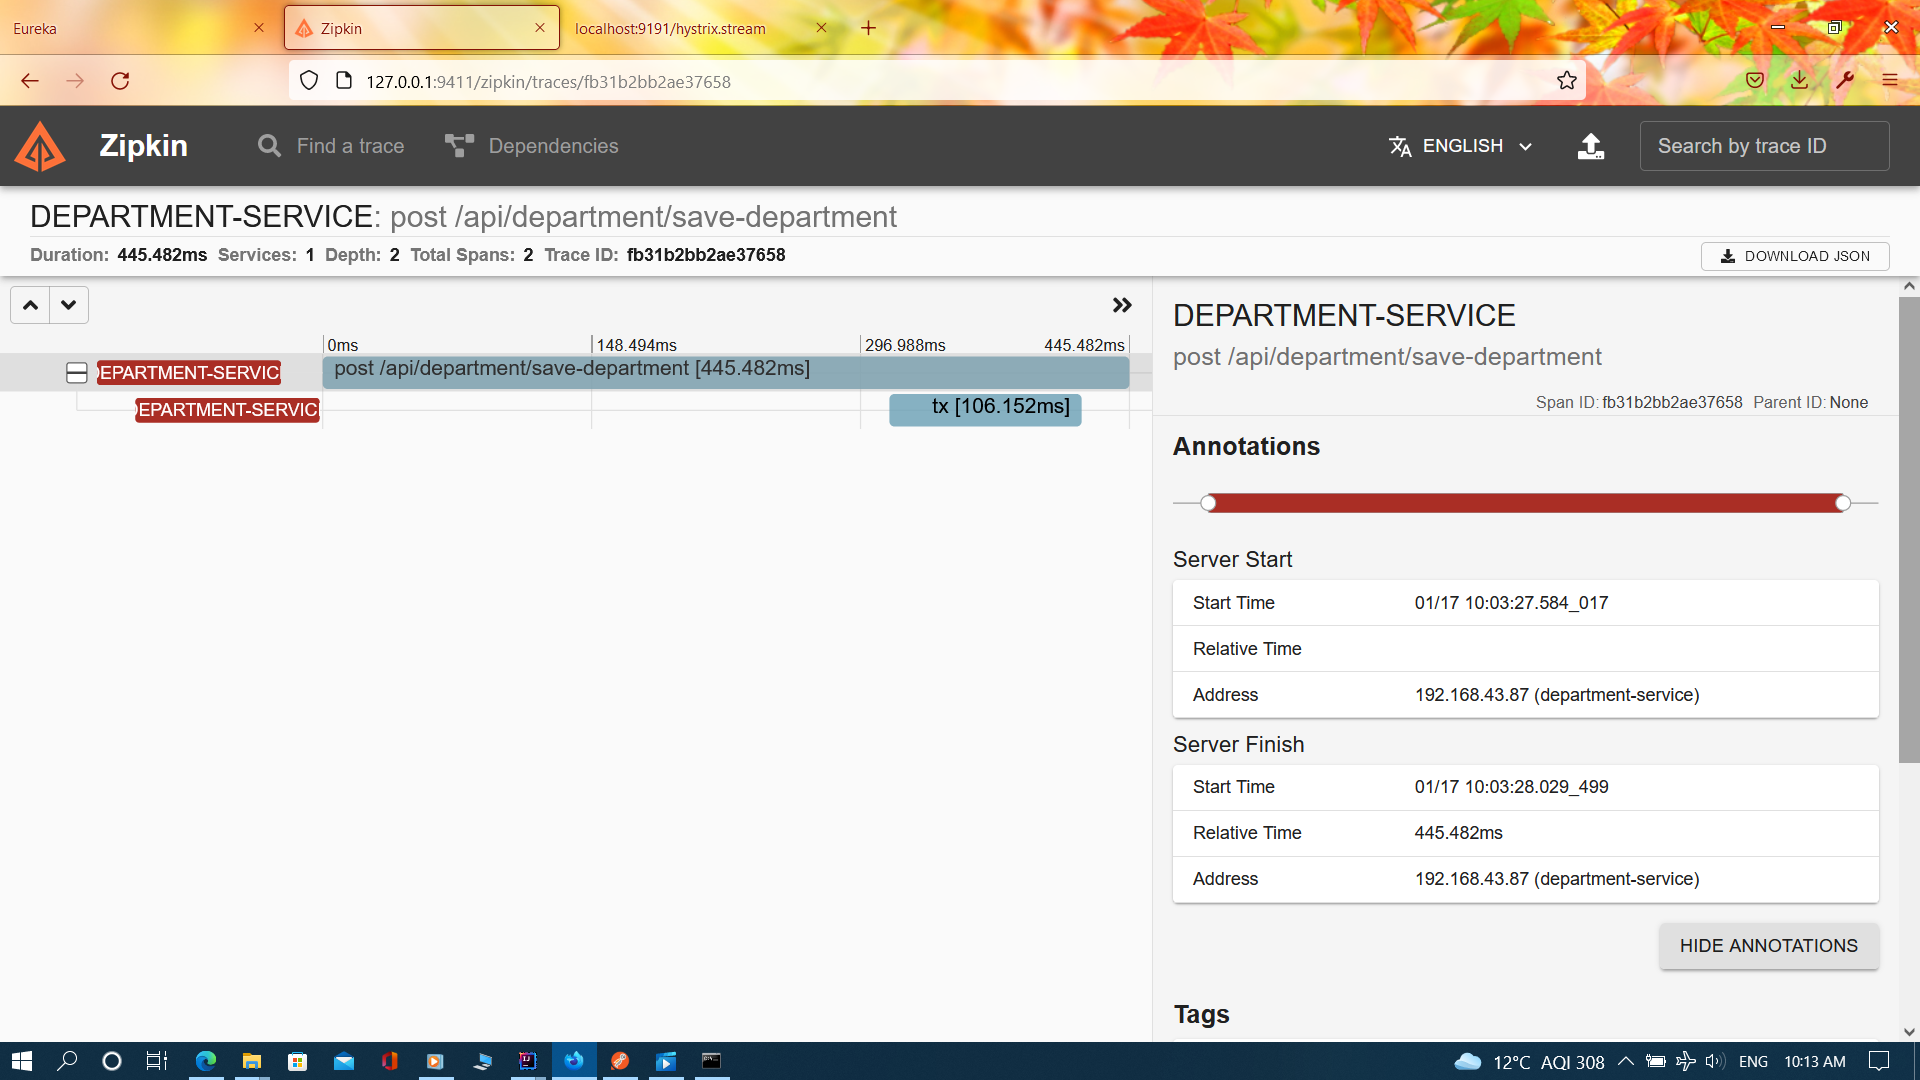 Eureka
Zipkin
localhost:9191/hystrix.stream
127.0.0.1:9411/zipkin/traces/fb31b2bb2ae37658
Zipkin
Find a trace
Dependencies
ENGLISH
Search by trace ID
DEPARTMENT-SERVICE: post /api/department/save-department
Duration: 445.482ms Services: 1 Depth: 2 Total Spans: 2 Trace ID: fb31b2bb2ae37658
DOWNLOAD JSON
0ms
148.494ms
296.988ms
445.482ms
EPARTMENT-SERVIC
post /api/department/save-department [445.482ms]
EPARTMENT-SERVIC
tx [106.152ms]
DEPARTMENT-SERVICE
post /api/department/save-department
Span ID: fb31b2bb2ae37658 Parent ID: None
Annotations
Server Start
Start Time 01/17 10:03:27.584_017
Relative Time
Address 192.168.43.87 (department-service)
Server Finish
Start Time 01/17 10:03:28.029_499
Relative Time 445.482ms
Address 192.168.43.87 (department-service)
HIDE ANNOTATIONS
Tags
12°C AQI 308
ENG
10:13 AM